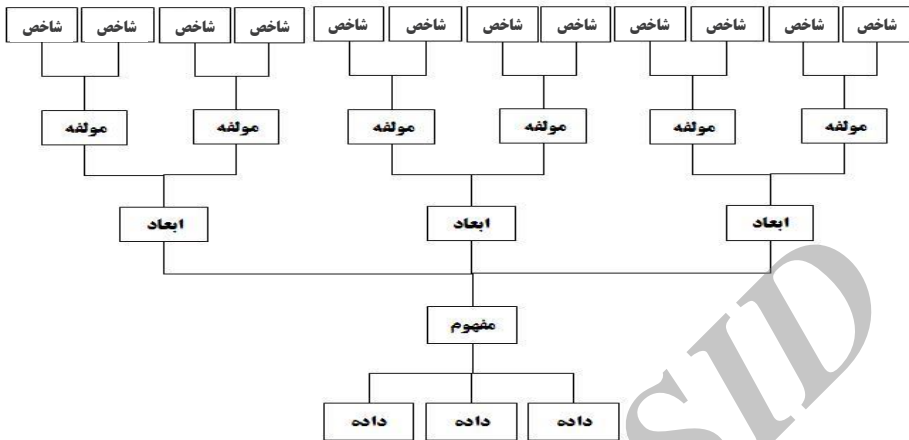 شاخص شاخص شاخص شاخص شاخص شاخص شاخص شاخص شاخص شاخص شاخص شاخص
مولفه مولفه مولفه مولفه مولفه مولفه
ابعاد ابعاد ابعاد
مفهوم
داده داده داده
SID